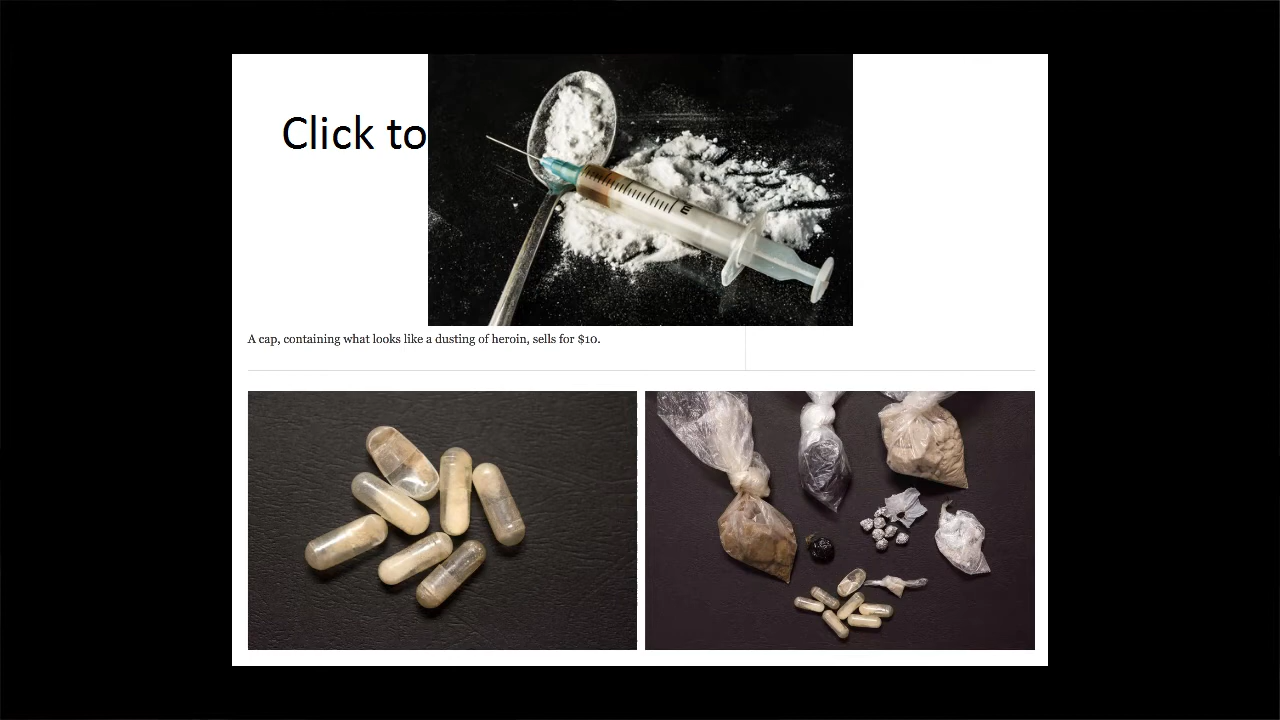 Click to
A cap, containing what looks like a dusting of heroin, sells for $10.